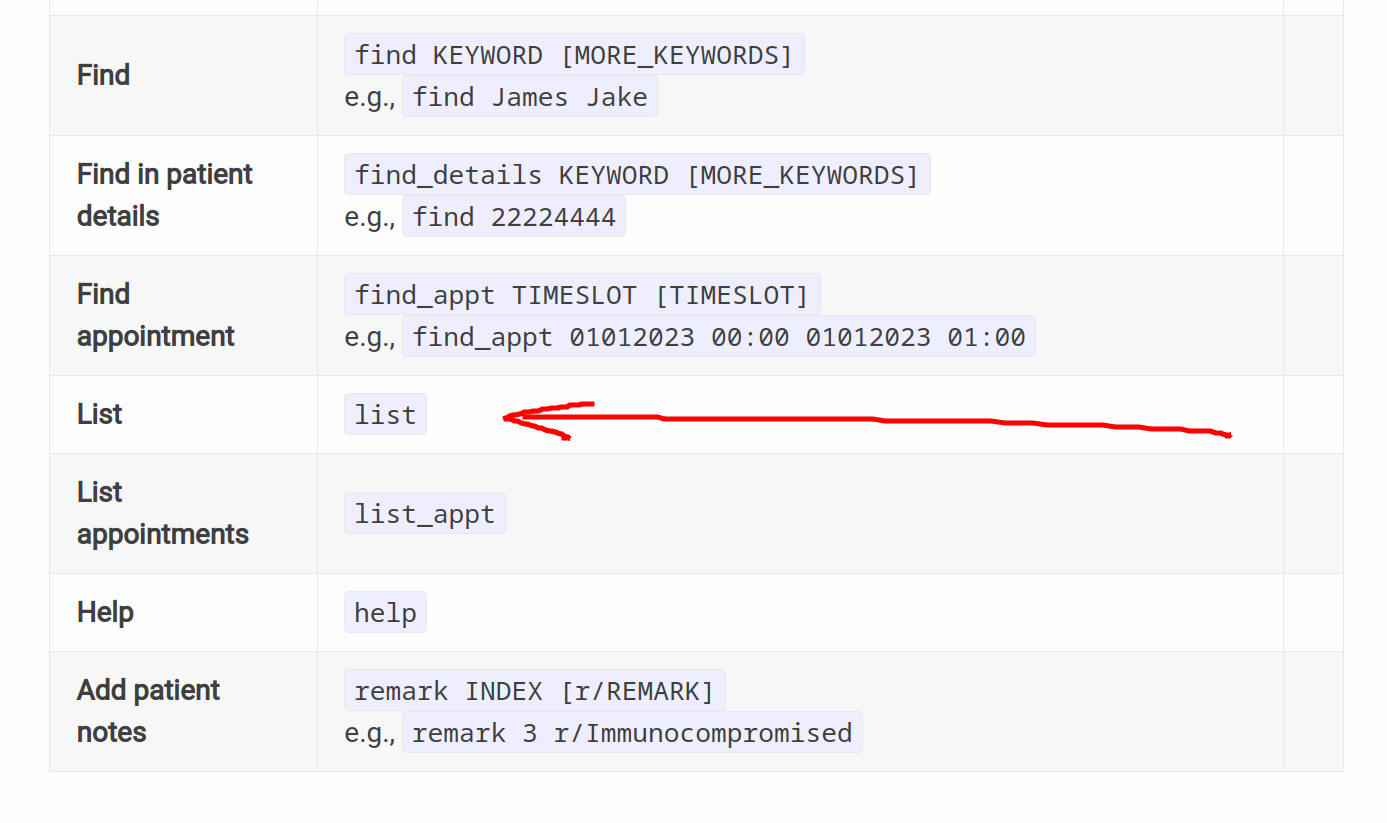 Find
find KEYWORD [MORE_KEYWORDS]
e.g., find James Jake
Find in patient
details
find_details KEYWORD [MORE_KEYWORDS]
e.g., find 22224444
Find
appointment
find_appt TIMESLOT [TIMESLOT]
e.g., find_appt 01012023 00:00 01012023 01:00
List
list
List
appointments
list_appt
Help
help
Add patient
notes
remark INDEX [r/REMARK]
e.g., remark 3 r/Immunocompromised